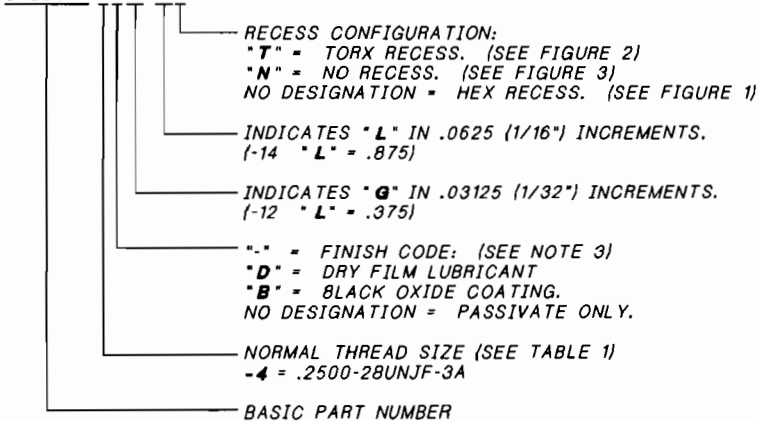 RECESS CONFIGURATION:
"T" = TORX RECESS. (SEE FIGURE 2)
"N" = NO RECESS. (SEE FIGURE 3)
NO DESIGNATION = HEX RECESS. (SEE FIGURE 1)
INDICATES "L" IN .0625 (1/16") INCREMENTS.
(-14 "L" = .875)
INDICATES "G" IN .03125 (1/32") INCREMENTS.
(-12 "L" = .375)
"-" = FINISH CODE: (SEE NOTE 3)
"D" = DRY FILM LUBRICANT
"B" = BLACK OXIDE COATING.
NO DESIGNATION = PASSIVATE ONLY.
NORMAL THREAD SIZE (SEE TABLE 1)
-4 = .2500-28UNJF-3A
BASIC PART NUMBER